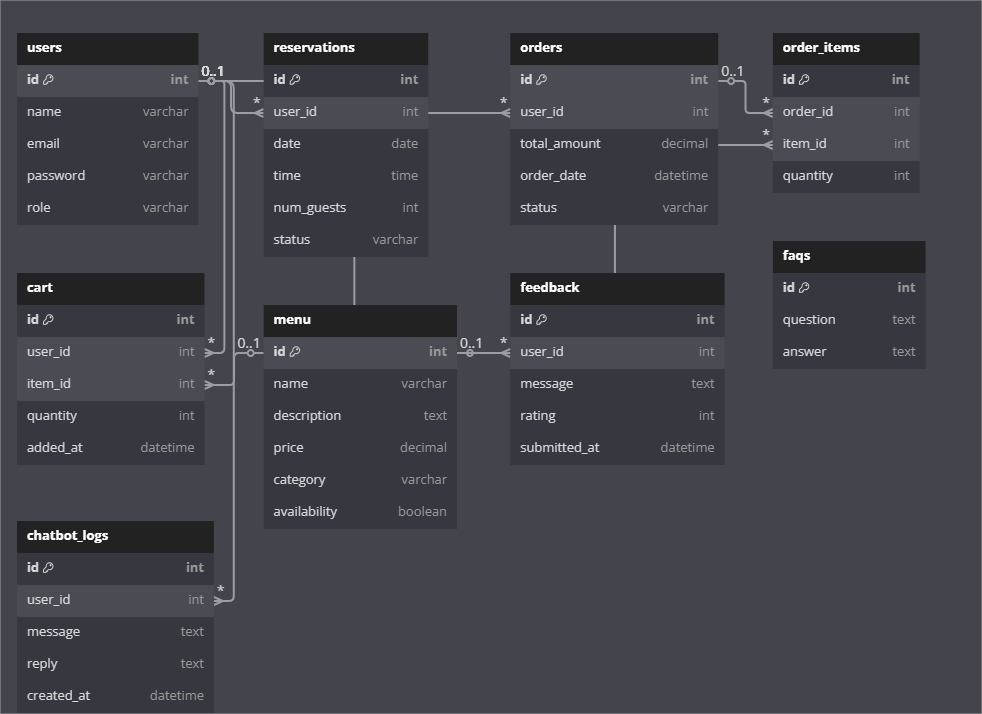 users
id int
name varchar
email varchar
password varchar
role varchar
0..1
*
reservations
id int
user_id int
date date
time time
num_guests int
status varchar
*
orders
id int
user_id int
total_amount decimal
order_date datetime
status varchar
0..1
*
*
order_items
id int
order_id int
item_id int
quantity int
cart
id int
user_id int
item_id int
quantity int
added_at datetime
*
*
0..1
menu
id int
name varchar
description text
price decimal
category varchar
availability boolean
0..1
*
feedback
id int
user_id int
message text
rating int
submitted_at datetime
faqs
id int
question text
answer text
chatbot_logs
id int
user_id int
message text
reply text
created_at datetime
*